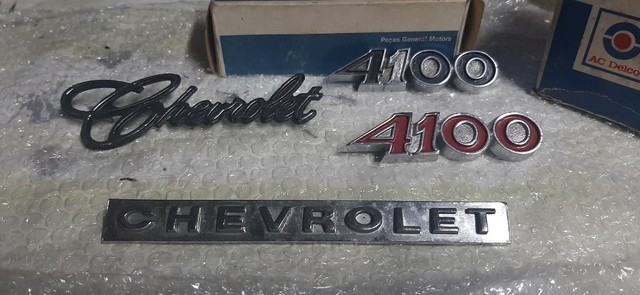 Peças General Motors
AC Delco
4100
Chevrolet
4100
CHEVROLET